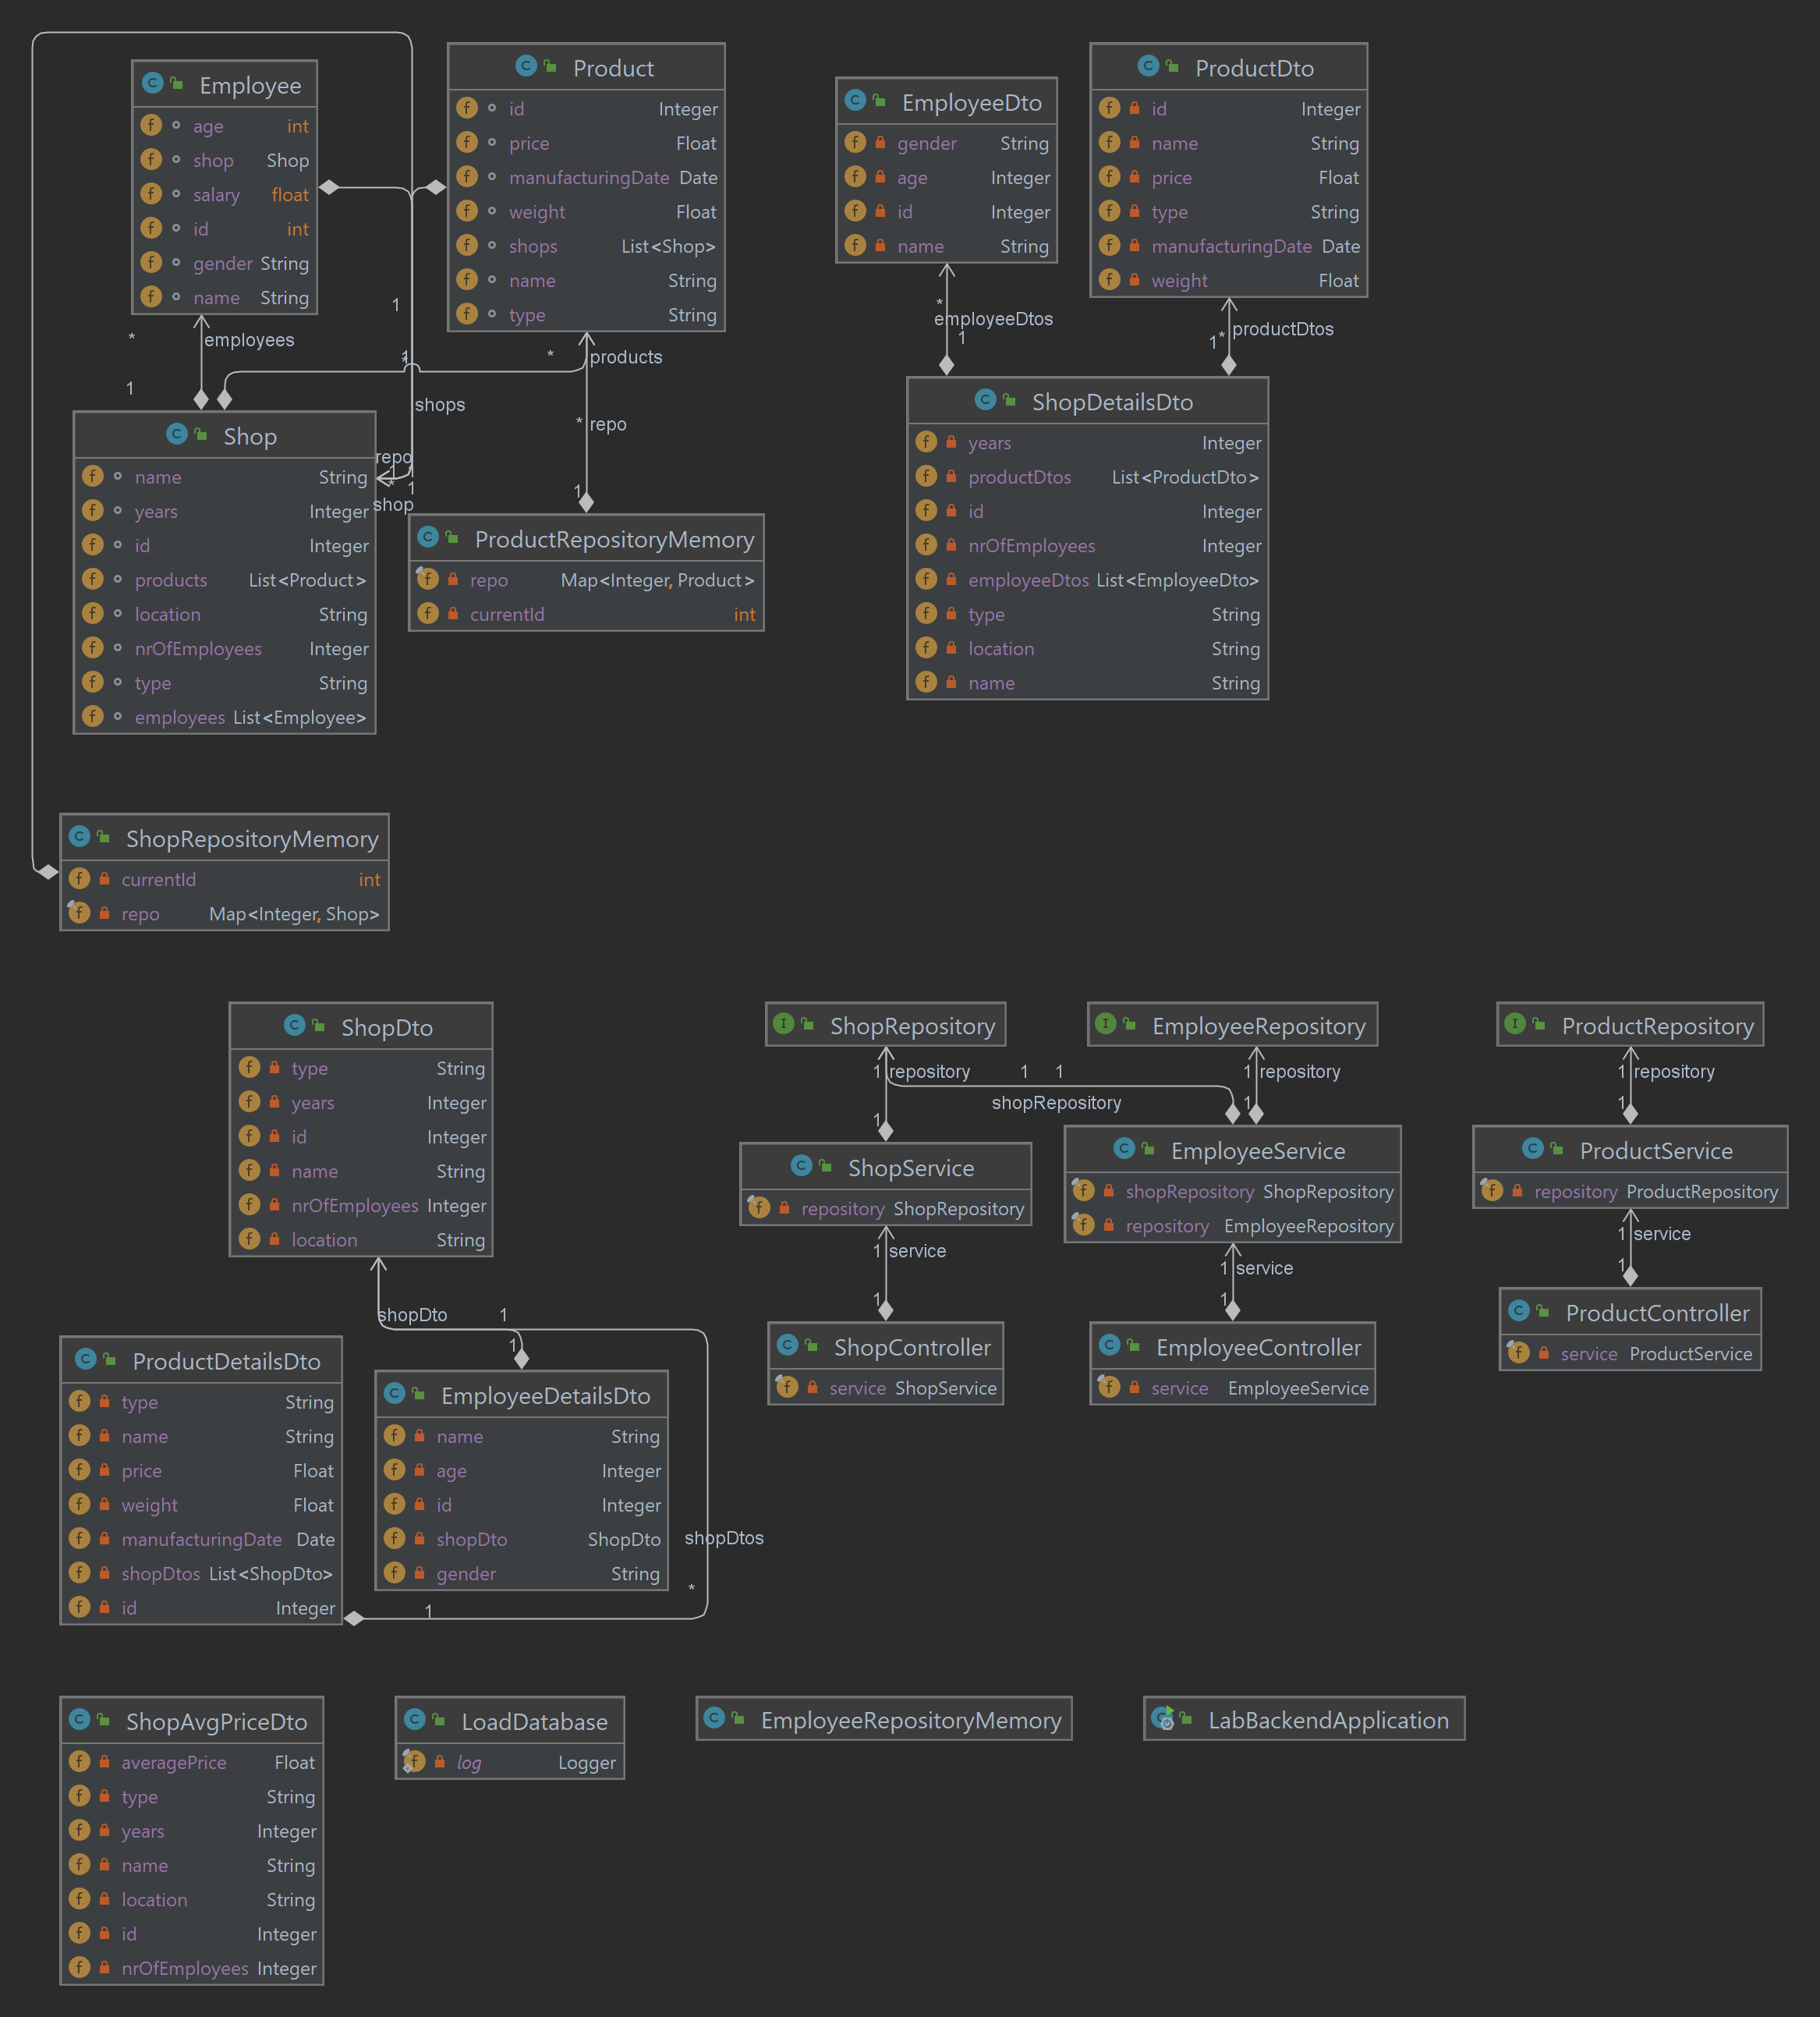 Employee
age int
shop Shop
salary float
id int
gender String
name String
Product
id Integer
price Float
manufacturingDate Date
weight Float
shops List<Shop>
name String
type String
EmployeeDto
gender String
age Integer
id Integer
name String
ProductDto
id Integer
name String
price Float
type String
manufacturingDate Date
weight Float
1
*
employees
1
*
products
1
*
shops
* repo
1
repo
1
* 1
shop
*
employeeDtos
1
productDtos
1 *
Shop
name String
years Integer
id Integer
products List<Product>
location String
nrOfEmployees Integer
type String
employees List<Employee>
ProductRepositoryMemory
repo Map<Integer, Product>
currentId int
ShopDetailsDto
years Integer
productDtos List<ProductDto>
id Integer
nrOfEmployees Integer
employeeDtos List<EmployeeDto>
type String
location String
name String
ShopRepositoryMemory
currentId int
repo Map<Integer, Shop>
ShopDto
type String
years Integer
id Integer
name String
nrOfEmployees Integer
location String
ShopRepository
EmployeeRepository
ProductRepository
1 repository
1 1
1 repository
1 repository
shopRepository
1
1
1
ShopService
repository ShopRepository
EmployeeService
shopRepository ShopRepository
repository EmployeeRepository
ProductService
repository ProductRepository
1 service
1
1 service
1
1 service
1
ShopController
service ShopService
EmployeeController
service EmployeeService
ProductController
service ProductService
shopDto 1
1
ProductDetailsDto
type String
name String
price Float
weight Float
manufacturingDate Date
shopDtos List<ShopDto>
id Integer
EmployeeDetailsDto
name String
age Integer
id Integer
shopDto ShopDto
gender String
shopDtos
*
1
ShopAvgPriceDto
averagePrice Float
type String
years Integer
name String
location String
id Integer
nrOfEmployees Integer
LoadDatabase
log Logger
EmployeeRepositoryMemory
LabBackendApplication